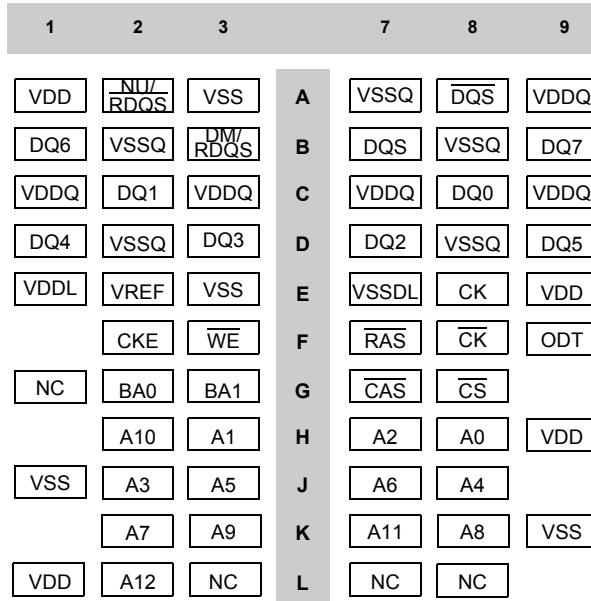 1 2 3 7 8 9
VDD NU/ RDQS VSS A VSSQ DQS VDDQ
DQ6 VSSQ DM/ RDQS B DQS VSSQ DQ7
VDDQ DQ1 VDDQ C VDDQ DQ0 VDDQ
DQ4 VSSQ DQ3 D DQ2 VSSQ DQ5
VDDL VREF VSS E VSSDL CK VDD
CKE WE F RAS CK ODT
NC BA0 BA1 G CAS CS
A10 A1 H A2 A0 VDD
VSS A3 A5 J A6 A4
A7 A9 K A11 A8 VSS
VDD A12 NC L NC NC